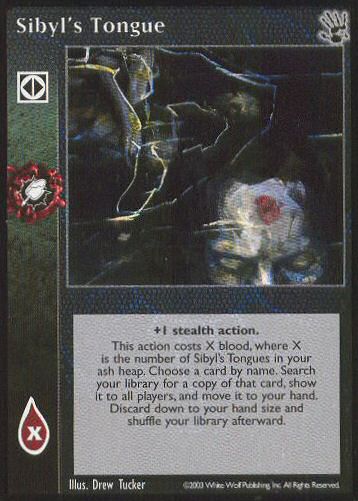 Sibyl's Tongue
+1 stealth action.
This action costs X blood, where X
is the number of Sibyl's Tongues in your
ash heap. Choose a card by name. Search
your library for a copy of that card, show
it to all players, and move it to your hand.
Discard down to your hand size and
shuffle your library afterward.
X
Illus. Drew Tucker
©2003 White Wolf Publishing, Inc. All Rights Reserved.